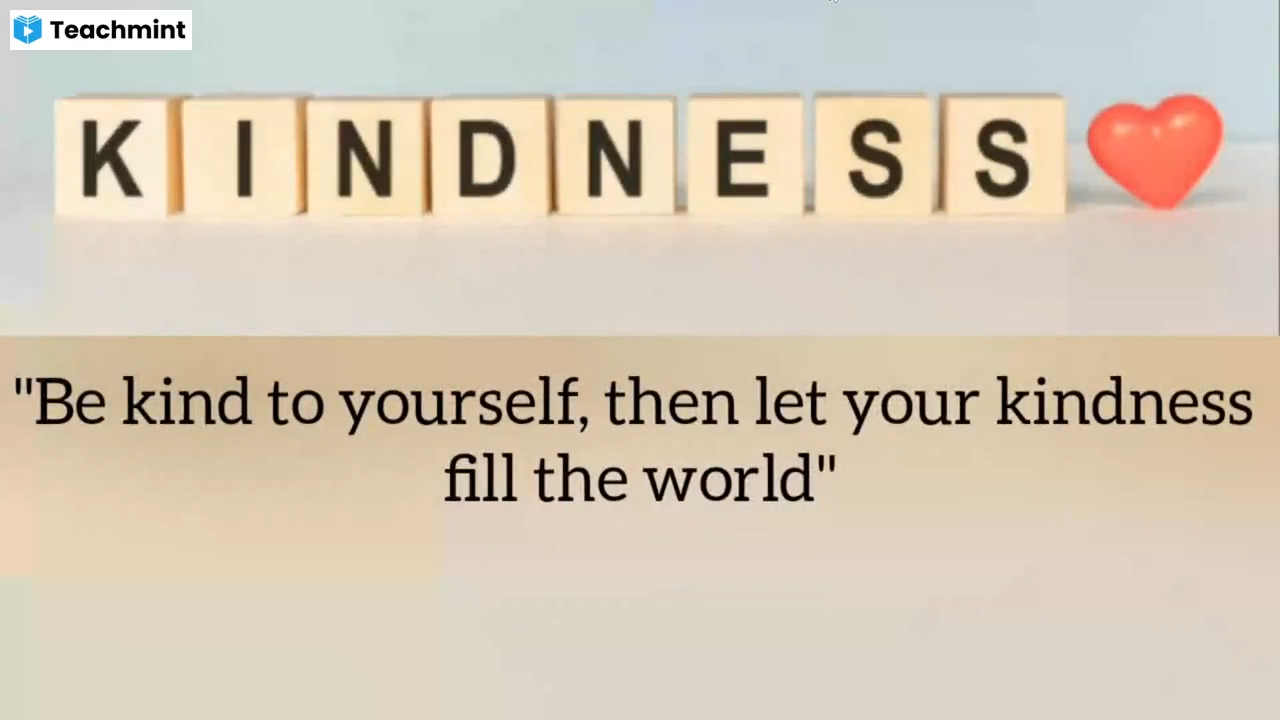 Teachmint
KINDNESS
"Be kind to yourself, then let your kindness
fill the world"